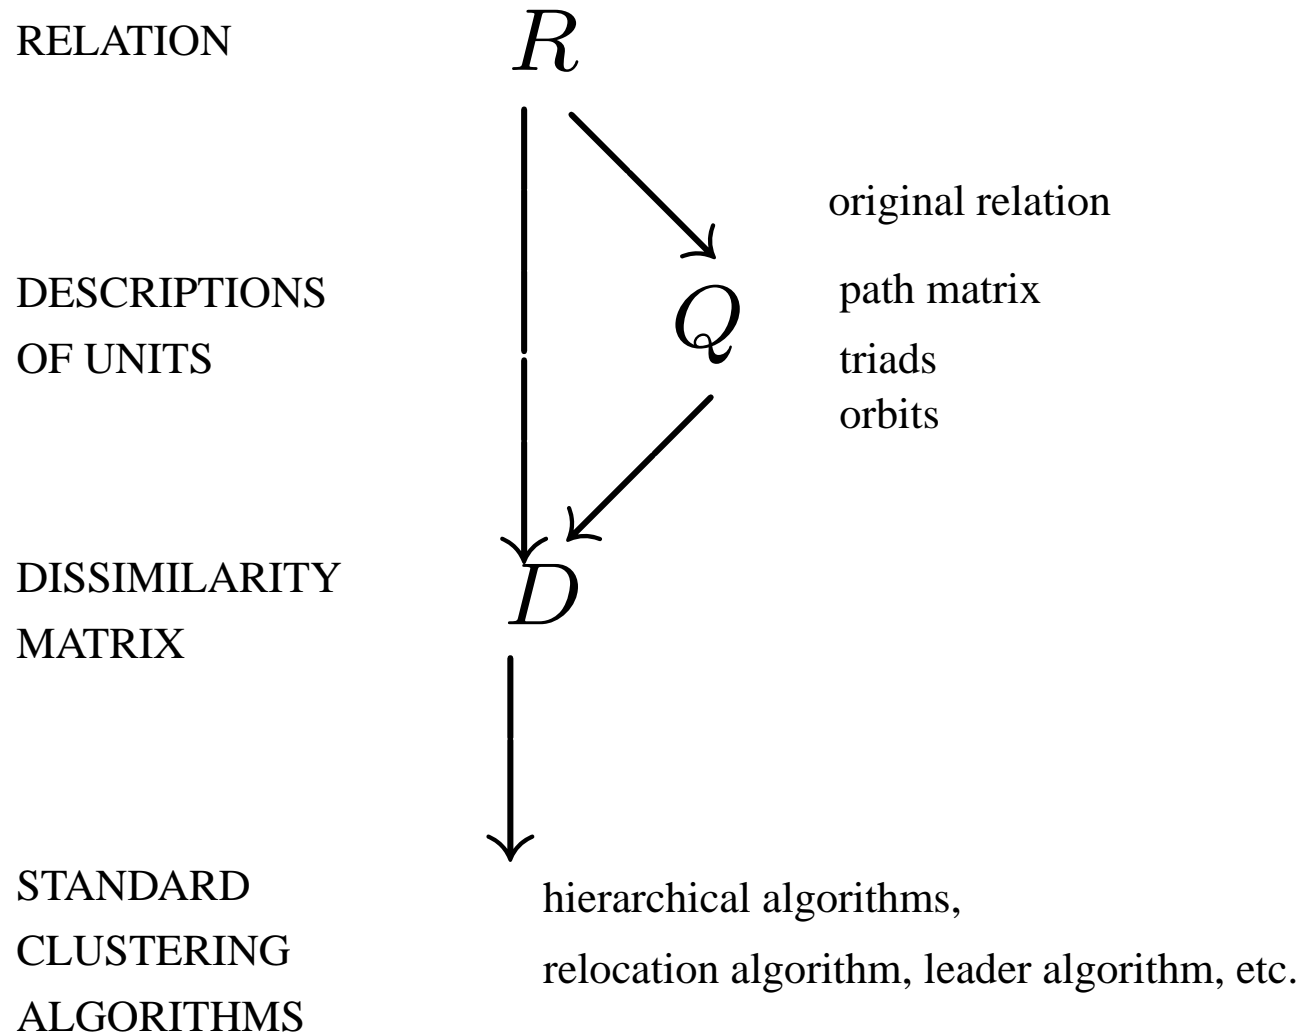 RELATION
R
original relation
DESCRIPTIONS
OF UNITS
Q
path matrix
triads
orbits
DISSIMILARITY
MATRIX
D
STANDARD
CLUSTERING
ALGORITHMS
hierarchical algorithms,
relocation algorithm, leader algorithm, etc.